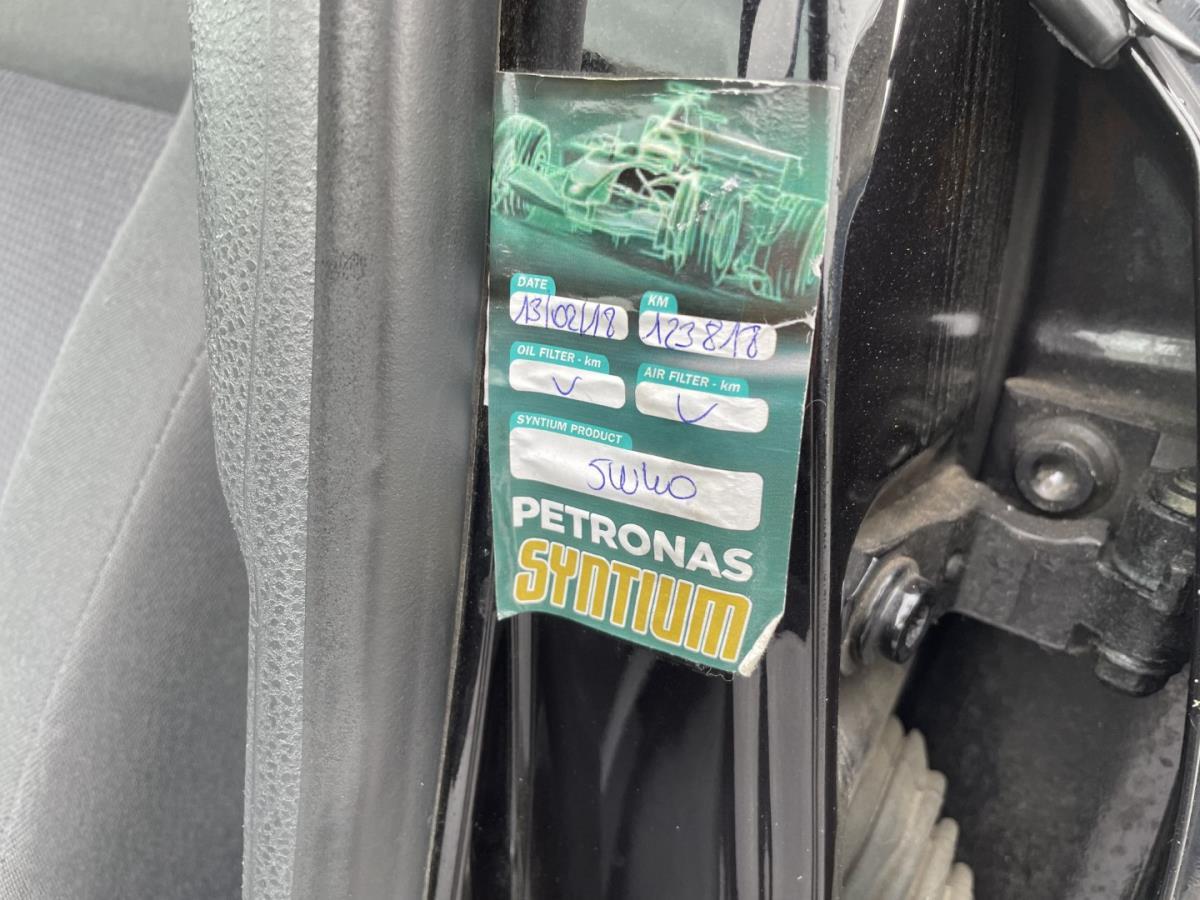 DATE KM
13/02/18 123818
OIL FILTER - km AIR FILTER - km
SYNTIUM PRODUCT
5W40
PETRONAS
SYNTIUM